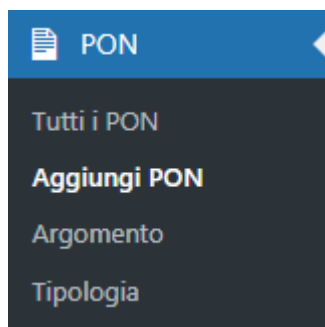 PON
Tutti i PON
Aggiungi PON
Argomento
Tipologia